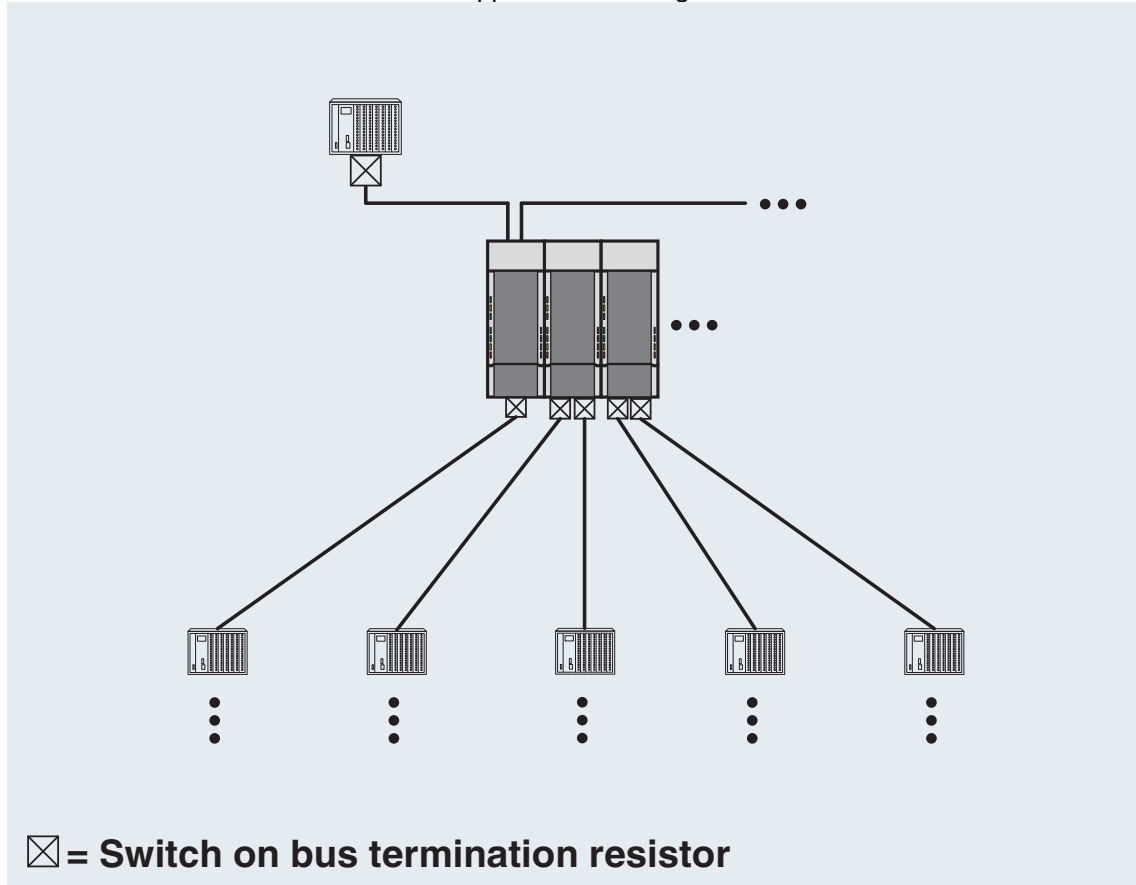 = Switch on bus termination resistor